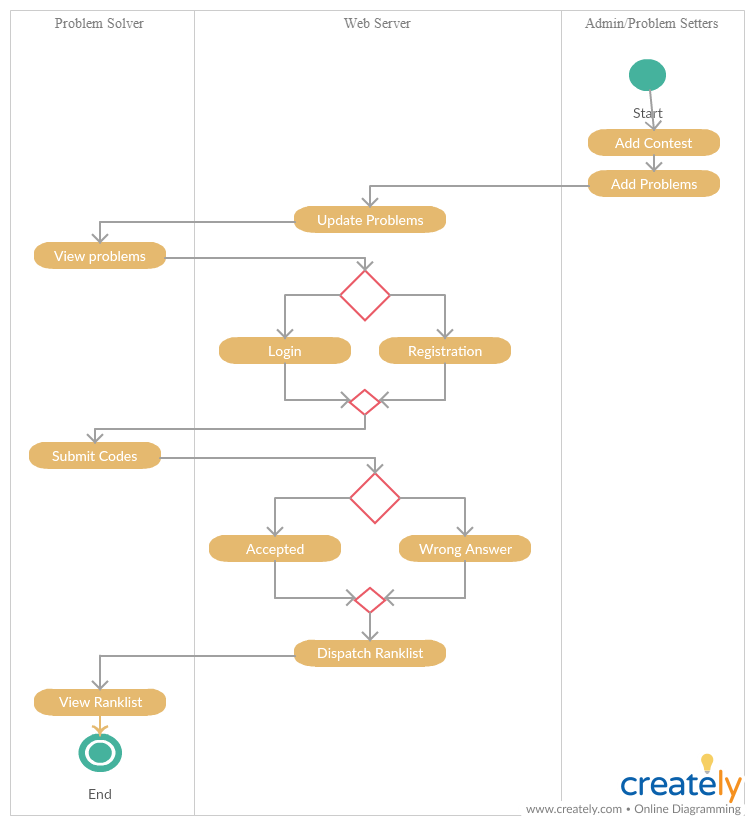 Problem Solver
Web Server
Admin/Problem Setters
Start
Add Contest
Add Problems
Update Problems
View problems
Login
Registration
Submit Codes
Accepted
Wrong Answer
Dispatch Ranklist
View Ranklist
End
creately
www.creately.com • Online Diagramming